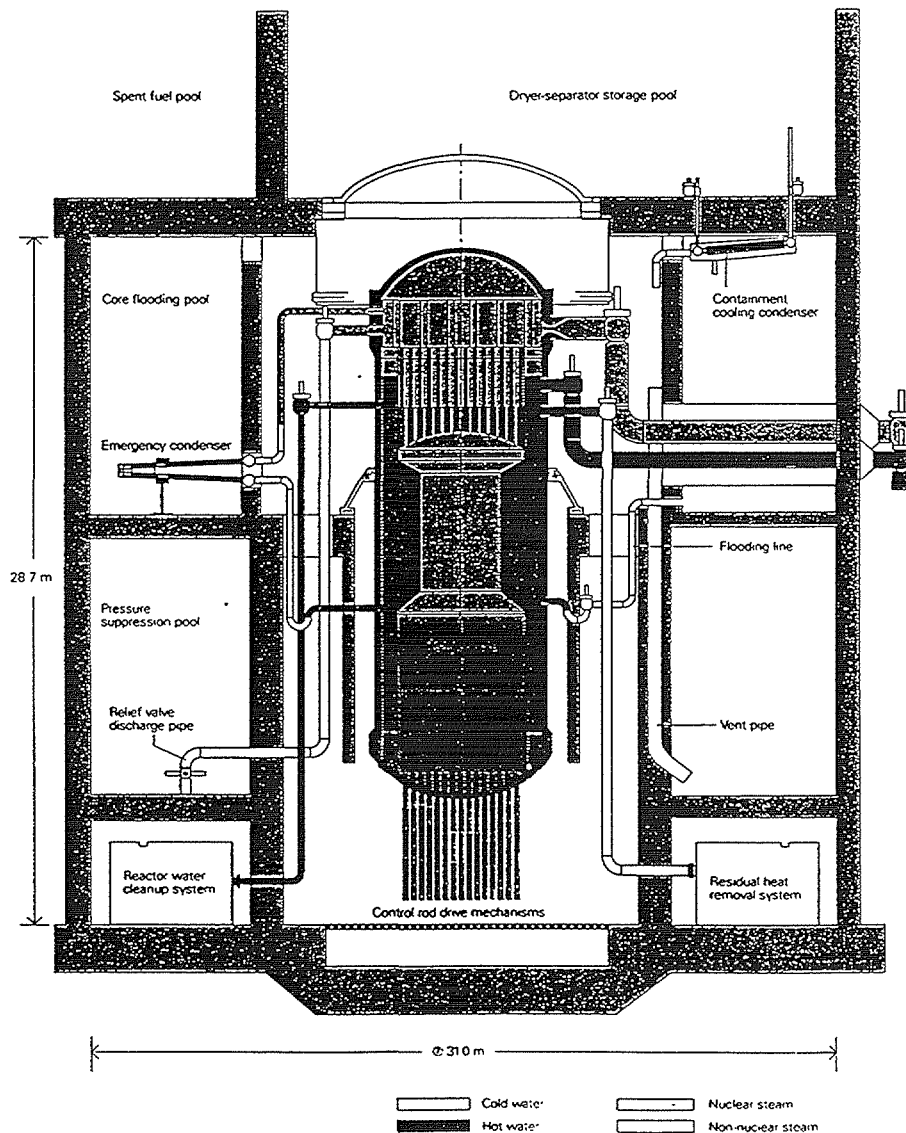 Spent fuel pool
Dryer-separator storage pool
Core flooding pool
Containment
cooling condenser
Emergency condenser
Flooding line
28 7 m
Pressure
suppression pool
Relief valve
discharge pipe
Vent pipe
Reactor water
cleanup system
Residual heat
removal system
Control rod drive mechanisms
Ø 31 0 m
Cold water
Nuclear steam
Hot water
Non-nuclear steam